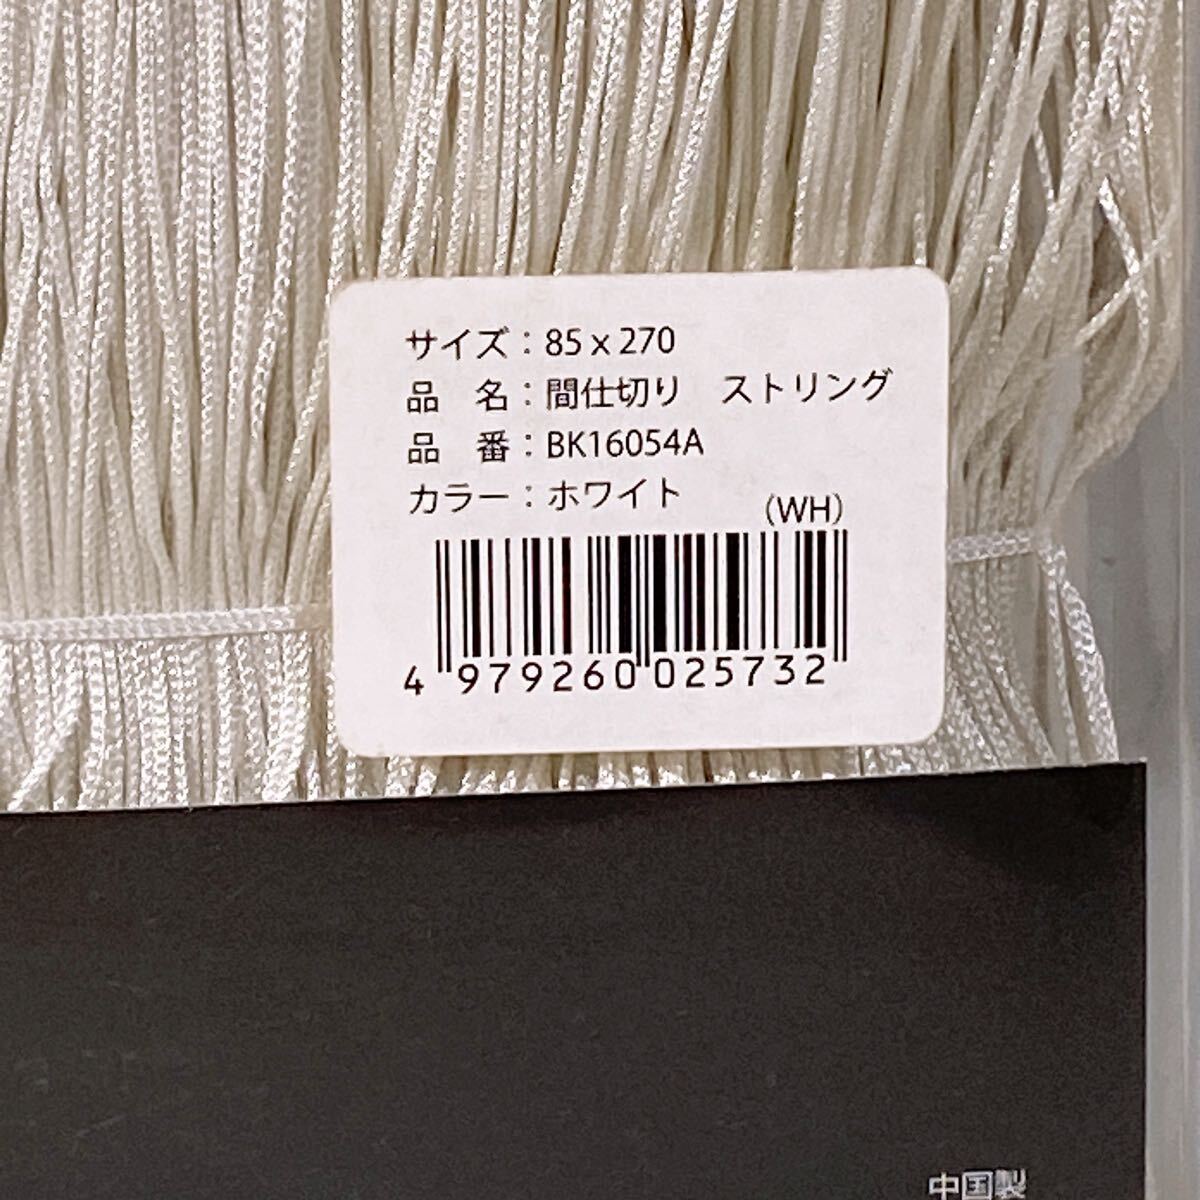 サイズ：85 x 270
品　名：間仕切り　ストリング
品　番：BK16054A
カラー：ホワイト (WH)
4 979260 025732
中国製